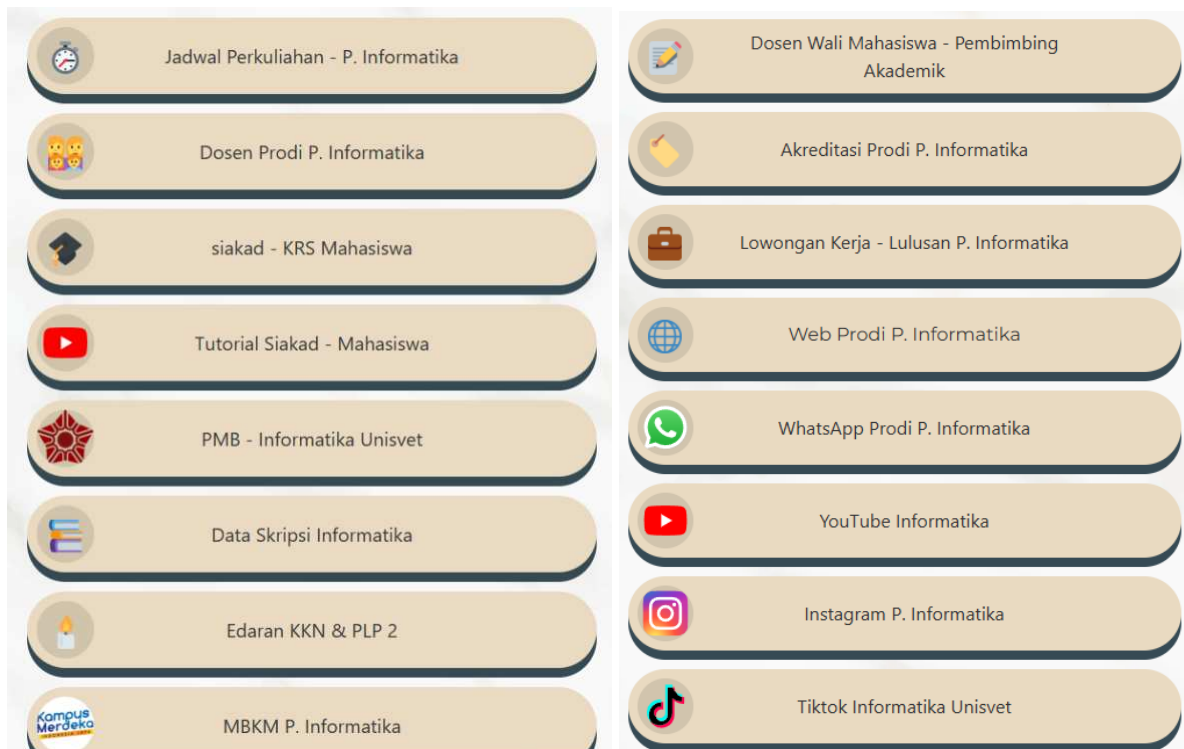 Jadwal Perkuliahan - P. Informatika
Dosen Prodi P. Informatika
siakad - KRS Mahasiswa
Tutorial Siakad - Mahasiswa
PMB - Informatika Unisvet
Data Skripsi Informatika
Edaran KKN & PLP 2
Kampus
Merdeka
MBKM P. Informatika
Dosen Wali Mahasiswa - Pembimbing
Akademik
Akreditasi Prodi P. Informatika
Lowongan Kerja - Lulusan P. Informatika
Web Prodi P. Informatika
WhatsApp Prodi P. Informatika
YouTube Informatika
Instagram P. Informatika
Tiktok Informatika Unisvet